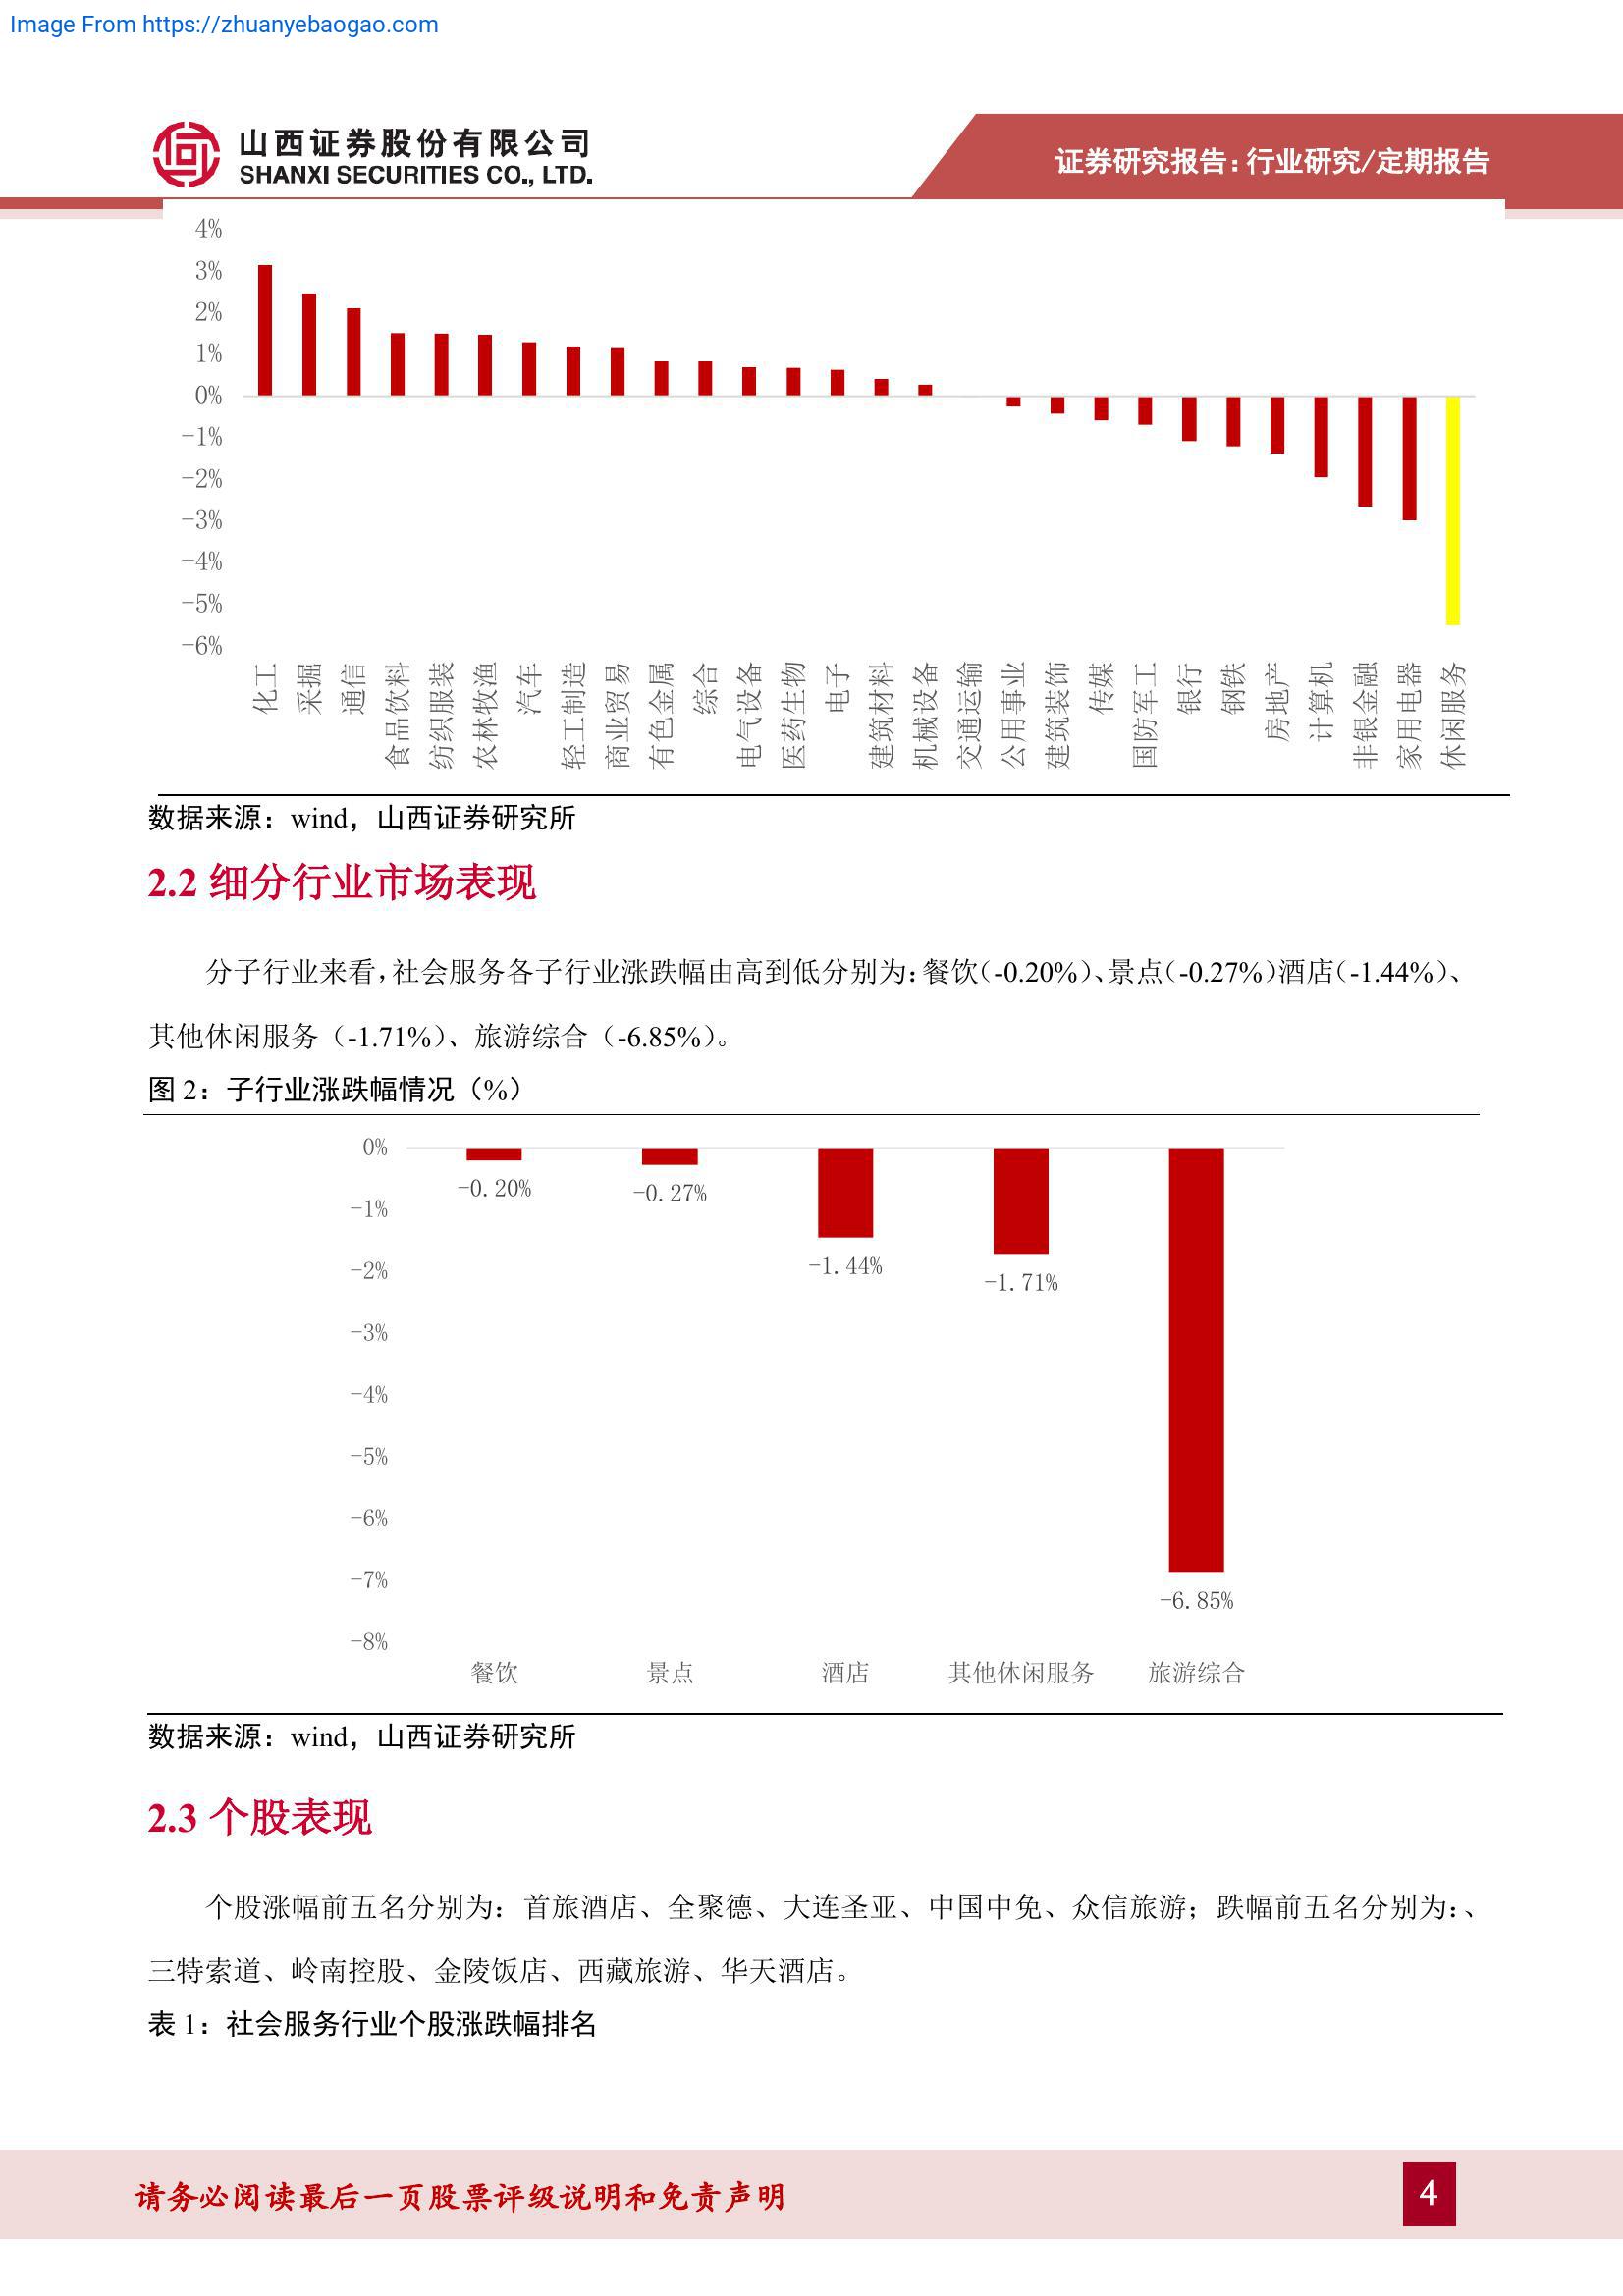 Image From https://zhuanyebaogao.com
山西证券股份有限公司
SHANXI SECURITIES CO., LTD.
证券研究报告：行业研究/定期报告
4%
3%
2%
1%
0%
-1%
-2%
-3%
-4%
-5%
-6%
化工
采掘
通信
食品饮料
纺织服装
农林牧渔
汽车
轻工制造
商业贸易
有色金属
综合
电气设备
医药生物
电子
建筑材料
机械设备
交通运输
公用事业
建筑装饰
传媒
国防军工
银行
钢铁
房地产
计算机
非银金融
家用电器
休闲服务
数据来源：wind，山西证券研究所
2.2 细分行业市场表现
分子行业来看，社会服务各子行业涨跌幅由高到低分别为：餐饮（-0.20%）、景点（-0.27%）酒店（-1.44%）、
其他休闲服务（-1.71%）、旅游综合（-6.85%）。
图 2：子行业涨跌幅情况（%）
0%
-1%
-2%
-3%
-4%
-5%
-6%
-7%
-8%
-0.20%
-0.27%
-1.44%
-1.71%
-6.85%
餐饮
景点
酒店
其他休闲服务
旅游综合
数据来源：wind，山西证券研究所
2.3 个股表现
个股涨幅前五名分别为：首旅酒店、全聚德、大连圣亚、中国中免、众信旅游；跌幅前五名分别为：、
三特索道、岭南控股、金陵饭店、西藏旅游、华天酒店。
表 1：社会服务行业个股涨跌幅排名
请务必阅读最后一页股票评级说明和免责声明
4